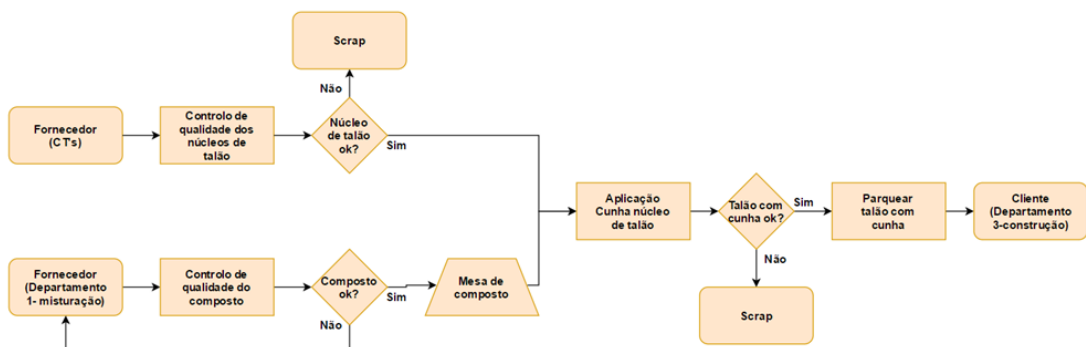 Scrap
Não
Fornecedor
(CT's)
Controlo de
qualidade dos
núcleos de
talão
Núcleo
de talão
ok?
Sim
Aplicação
Cunha núcleo
de talão
Talão com
cunha ok?
Sim
Parquear
talão com
cunha
Cliente
(Departamento
3-construção)
Não
Scrap
Fornecedor
(Departamento
1- misturação)
Controlo de
qualidade do
composto
Composto
ok?
Sim
Mesa de
composto
Não